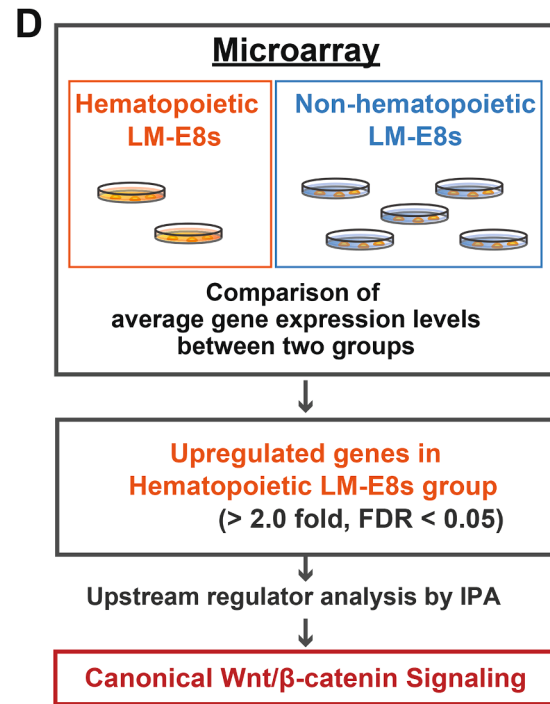 D
Microarray
Hematopoietic
LM-E8s
Non-hematopoietic
LM-E8s
Comparison of
average gene expression levels
between two groups
Upregulated genes in
Hematopoietic LM-E8s group
(> 2.0 fold, FDR < 0.05)
Upstream regulator analysis by IPA
Canonical Wnt/β-catenin Signaling